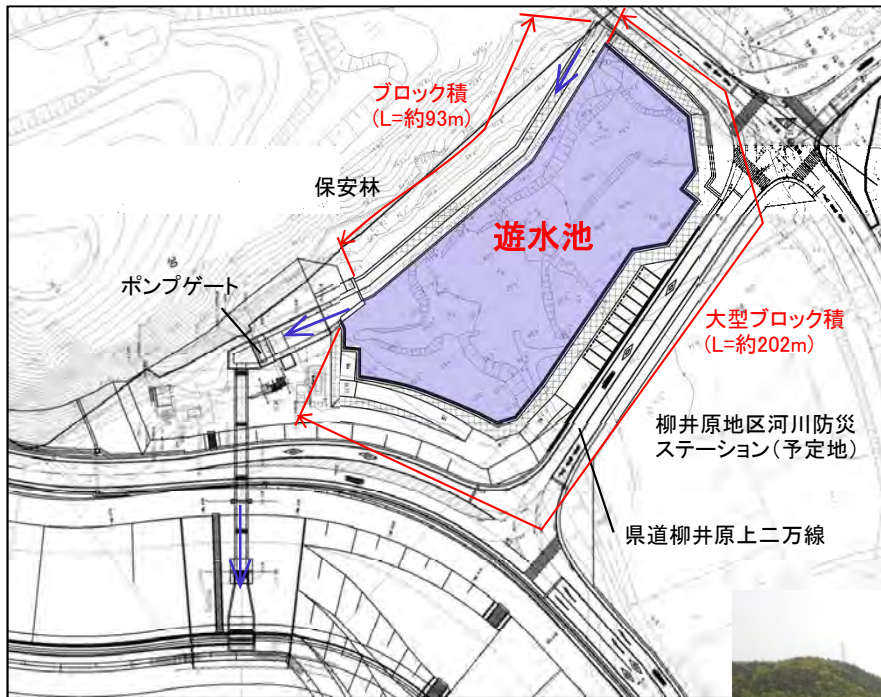 ブロック積
(L=約93m)
保安林
遊水池
ポンプゲート
大型ブロック積
(L=約202m)
柳井原地区河川防災
ステーション(予定地)
県道柳井原上二万線